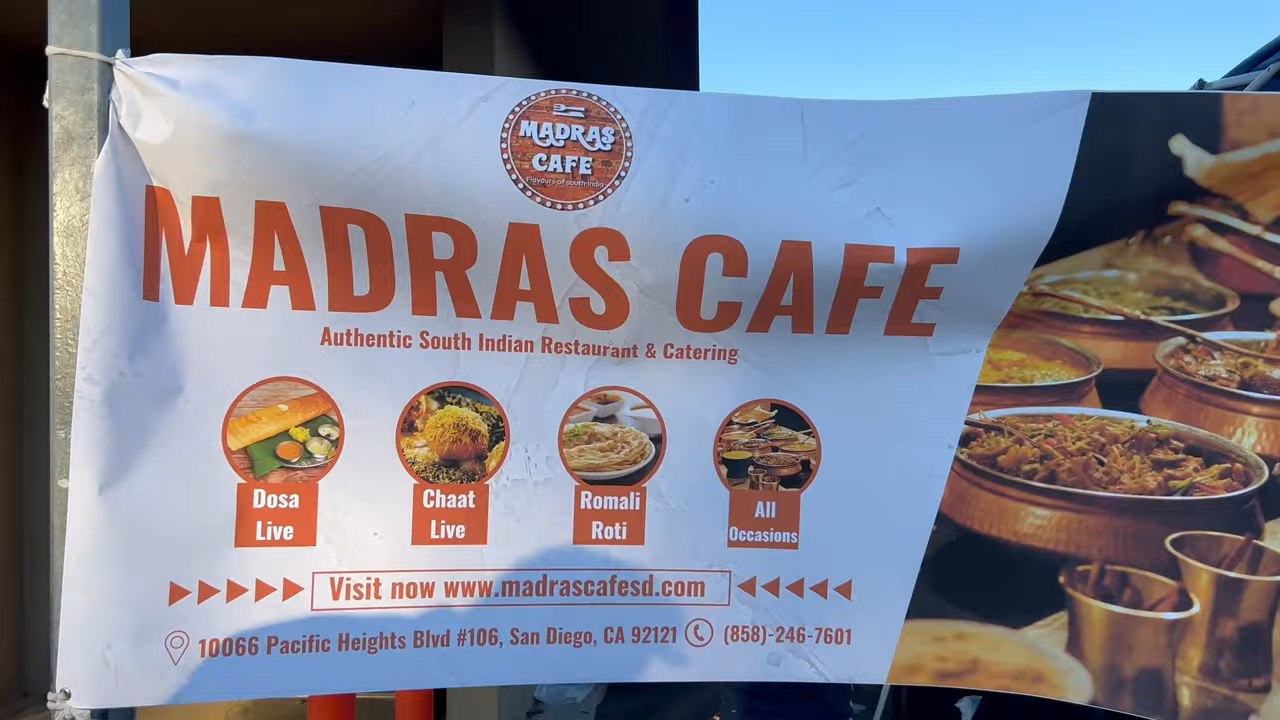 MADRAS
CAFE
Flavours of south India
MADRAS CAFE
Authentic South Indian Restaurant & Catering
Dosa
Live
Chaat
Live
Romali
Roti
All
Occasions
Visit now www.madrascafesd.com
10066 Pacific Heights Blvd #106, San Diego, CA 92121 (858)-246-7601